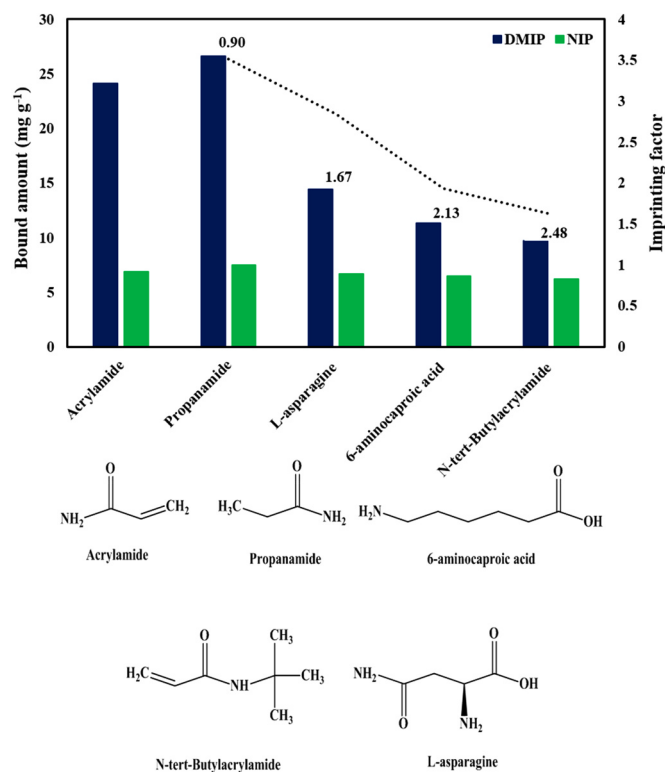 30
25
20
15
10
5
0
Bound amount (mg g⁻¹)
DMIP
NIP
0.90
1.67
2.13
2.48
4
3.5
3
2.5
2
1.5
1
0.5
0
Imprinting factor
Acrylamide
Propanamide
L-asparagine
6-aminocaproic acid
N-tert-Butylacrylamide
O
NH₂
CH₂
Acrylamide
O
H₃C
NH₂
Propanamide
O
H₂N
OH
6-aminocaproic acid
O
H₂C
NH
CH₃
CH₃
CH₃
N-tert-Butylacrylamide
O
NH₂
OH
O
NH₂
L-asparagine